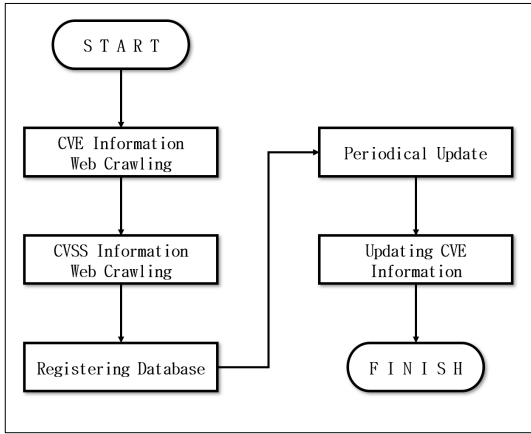 S T A R T
CVE Information
Web Crawling
CVSS Information
Web Crawling
Registering Database
Periodical Update
Updating CVE
Information
F I N I S H